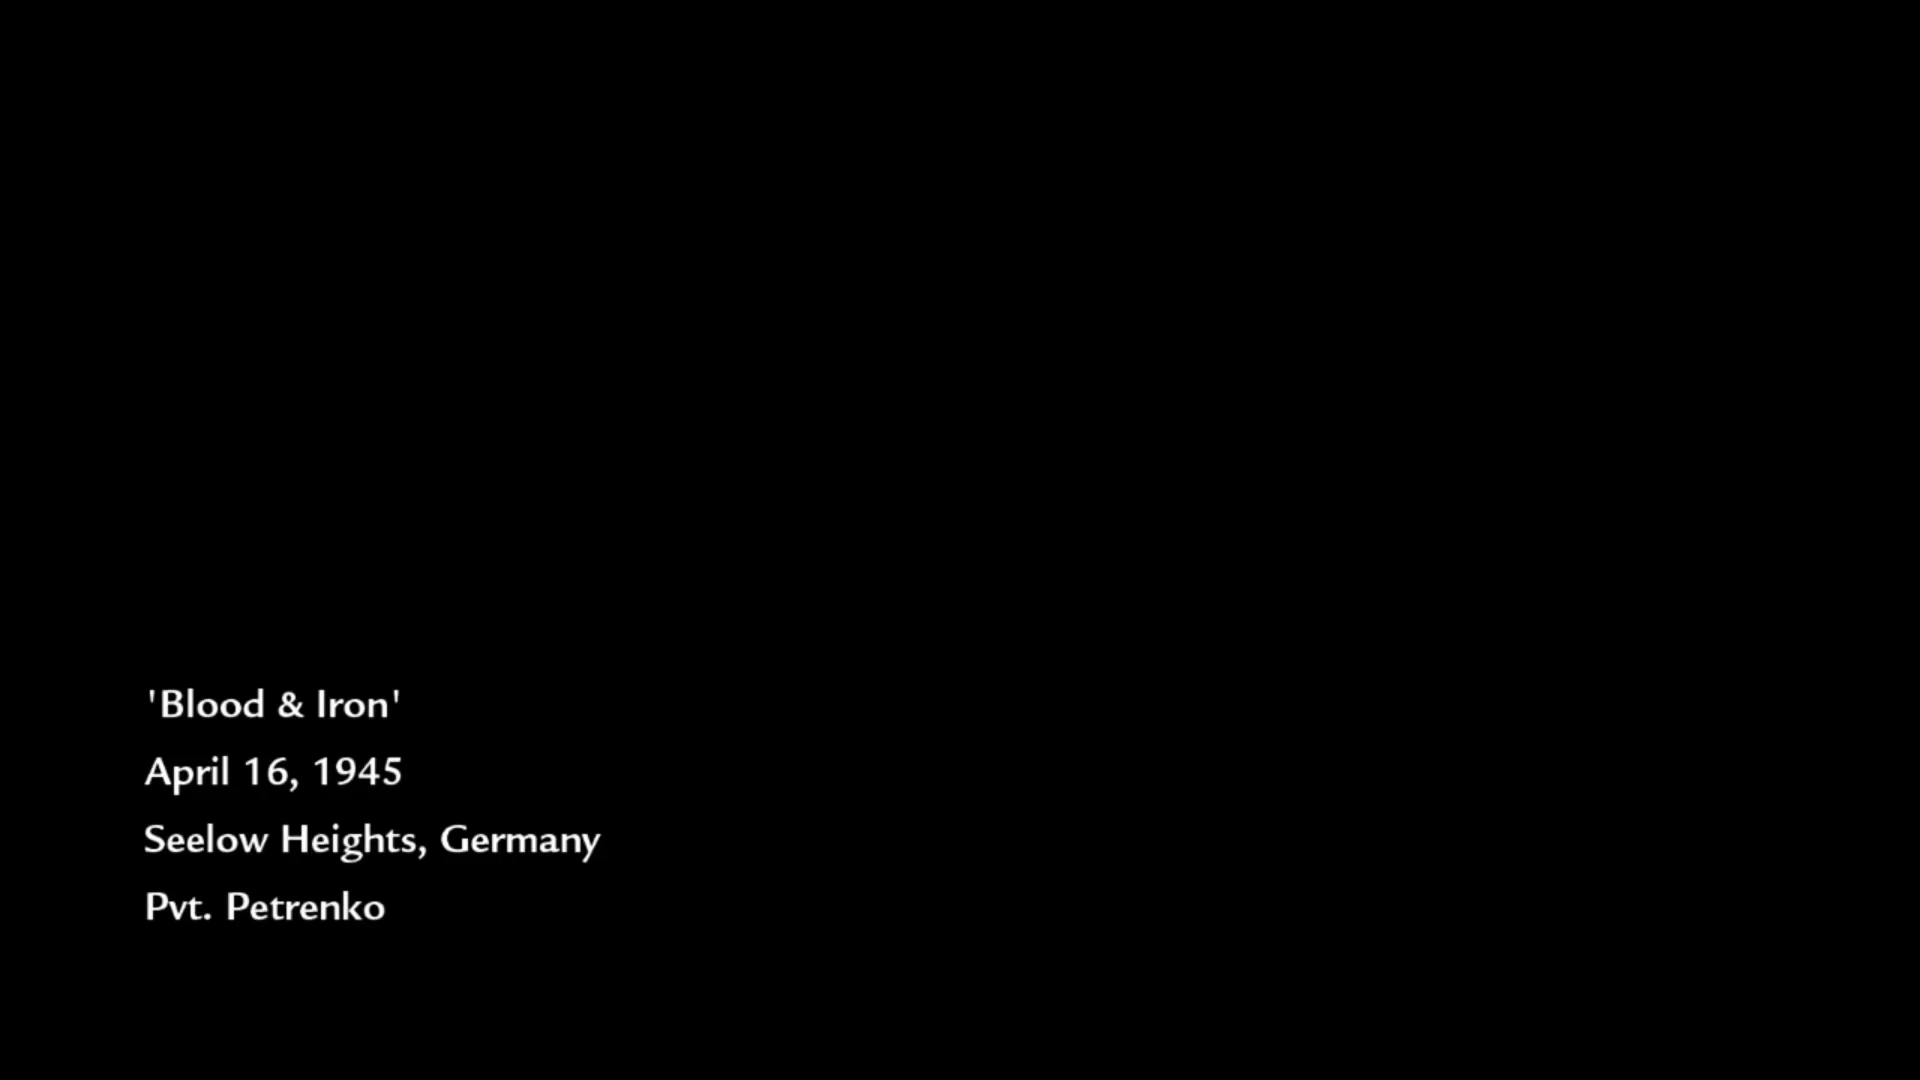 'Blood & Iron'
April 16, 1945
Seelow Heights, Germany
Pvt. Petrenko